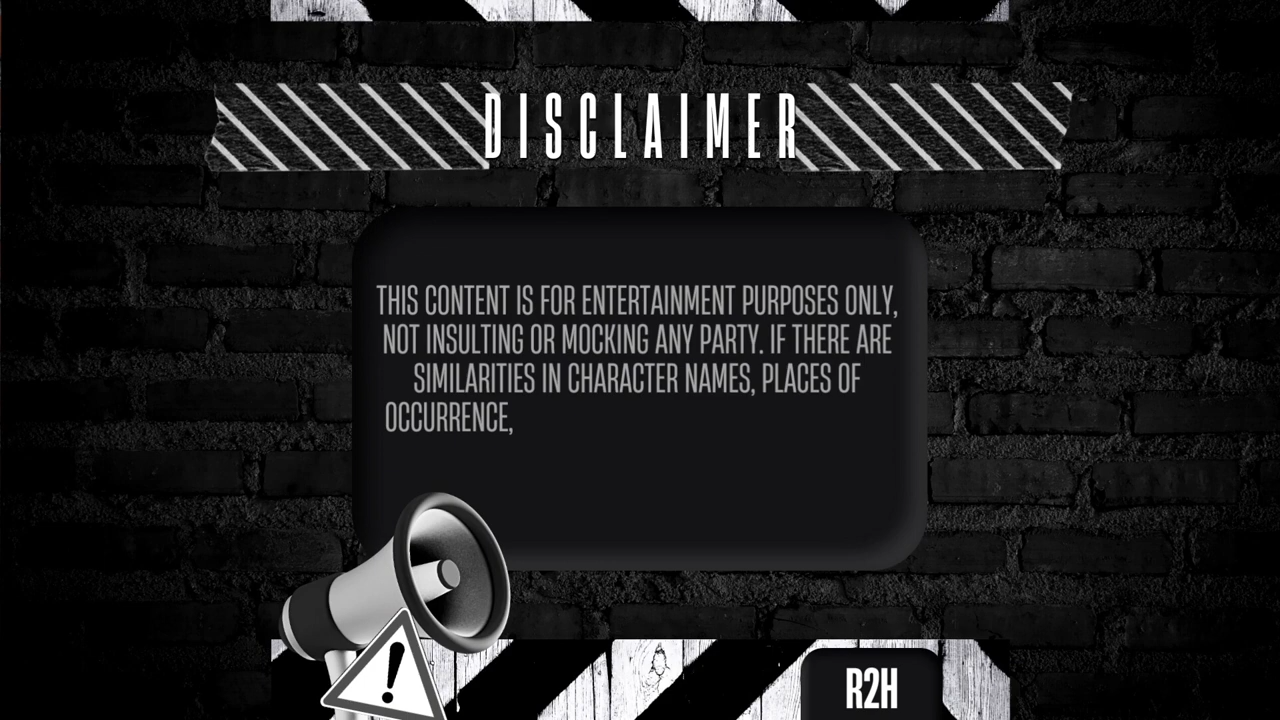 DISCLAIMER
THIS CONTENT IS FOR ENTERTAINMENT PURPOSES ONLY,
NOT INSULTING OR MOCKING ANY PARTY. IF THERE ARE
SIMILARITIES IN CHARACTER NAMES, PLACES OF
OCCURRENCE,
!
R2H